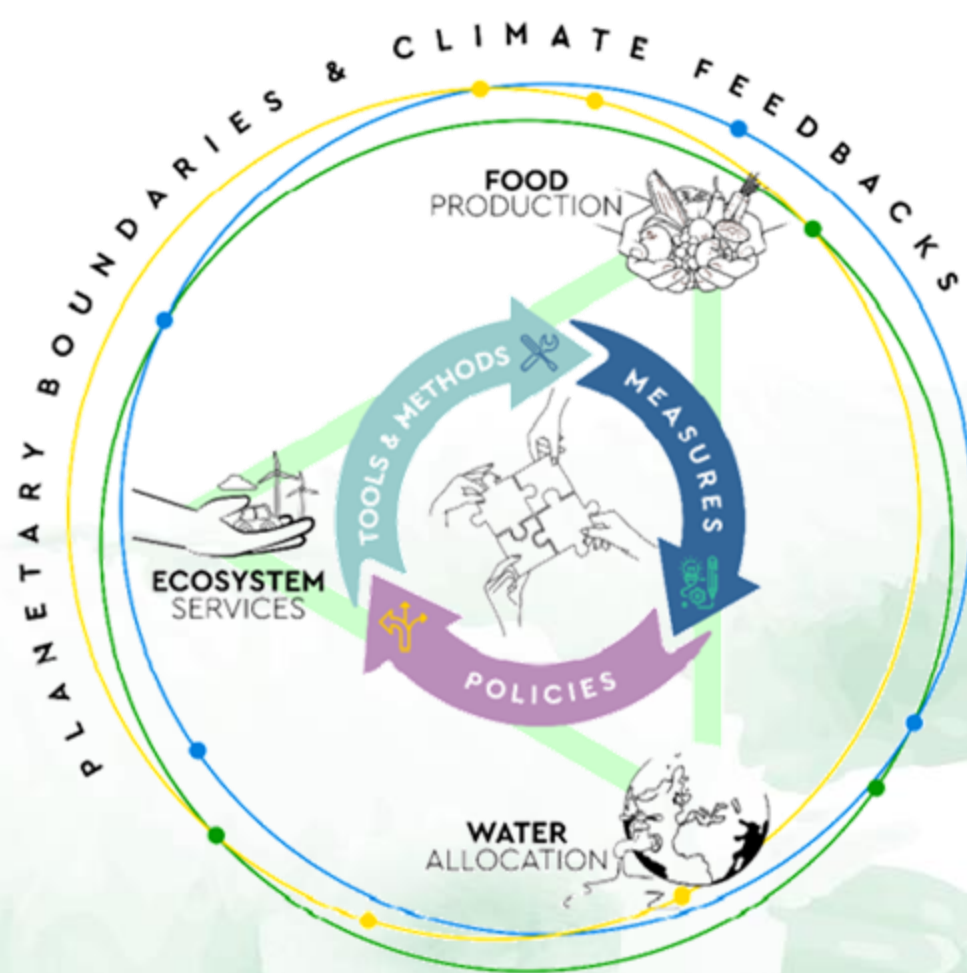 PLANETARY BOUNDARIES & CLIMATE FEEDBACKS
FOOD
PRODUCTION
TOOLS & METHODS
MEASURES
ECOSYSTEM
SERVICES
POLICIES
WATER
ALLOCATION